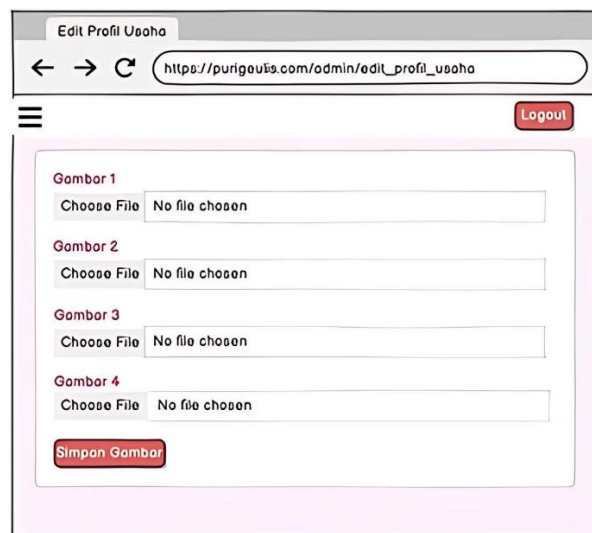 Edit Profil Usaha
https://purigeulis.com/admin/edit_profil_usaha
Logout
Gambar 1
Choose File No file chosen
Gambar 2
Choose File No file chosen
Gambar 3
Choose File No file chosen
Gambar 4
Choose File No file chosen
Simpan Gambar